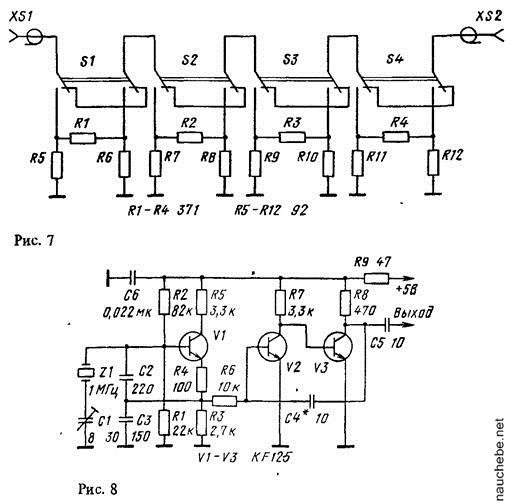 XS1
XS2
S1 S2 S3 S4
R1 R2 R3 R4
R5 R6 R7 R8 R9 R10 R11 R12
R1-R4 371 R5-R12 92
Рис. 7
R9 47
+5В
C6
0,022 мк
R2
82к
R5
3,3к
R7
3,3к
R8
470
Выход
C5 10
V1
V2
V3
Z1
1 МГц
C2
220
R4
100
R6
10к
C4* 10
C1
8 30
C3
150
R1
22к
R3
2,7к
V1-V3 KF125
Рис. 8
nauchebe.net